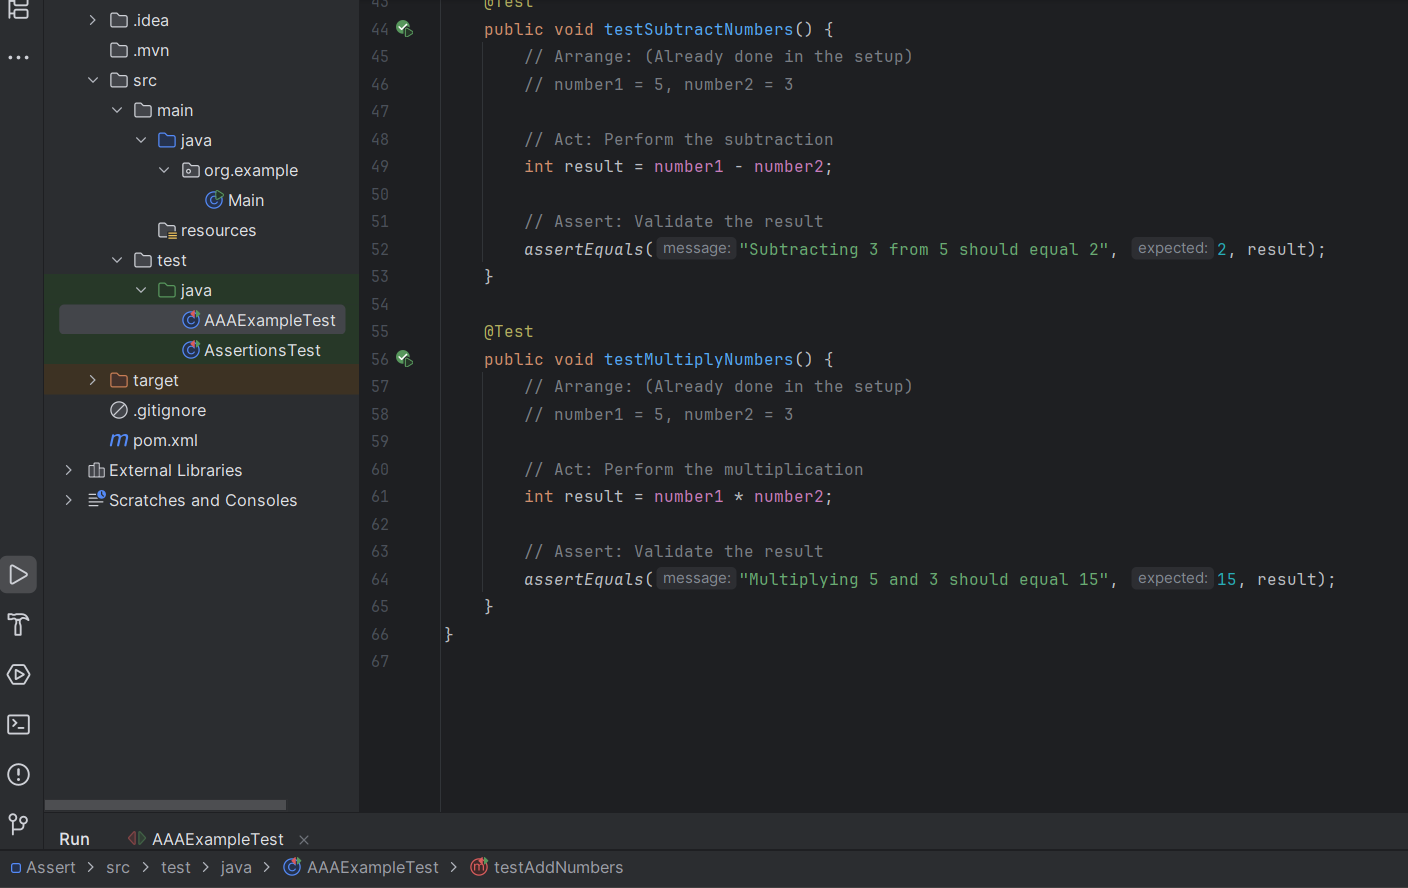 .idea
.mvn
src
main
java
org.example
Main
resources
test
java
AAAExampleTest
AssertionsTest
target
.gitignore
m pom.xml
External Libraries
Scratches and Consoles
43 @Test
44 public void testSubtractNumbers() {
45 // Arrange: (Already done in the setup)
46 // number1 = 5, number2 = 3
47
48 // Act: Perform the subtraction
49 int result = number1 - number2;
50
51 // Assert: Validate the result
52 assertEquals( message: "Subtracting 3 from 5 should equal 2", expected: 2, result);
53 }
54
55 @Test
56 public void testMultiplyNumbers() {
57 // Arrange: (Already done in the setup)
58 // number1 = 5, number2 = 3
59
60 // Act: Perform the multiplication
61 int result = number1 * number2;
62
63 // Assert: Validate the result
64 assertEquals( message: "Multiplying 5 and 3 should equal 15", expected: 15, result);
65 }
66 }
67
Run AAAExampleTest ×
Assert > src > test > java > AAAExampleTest > testAddNumbers